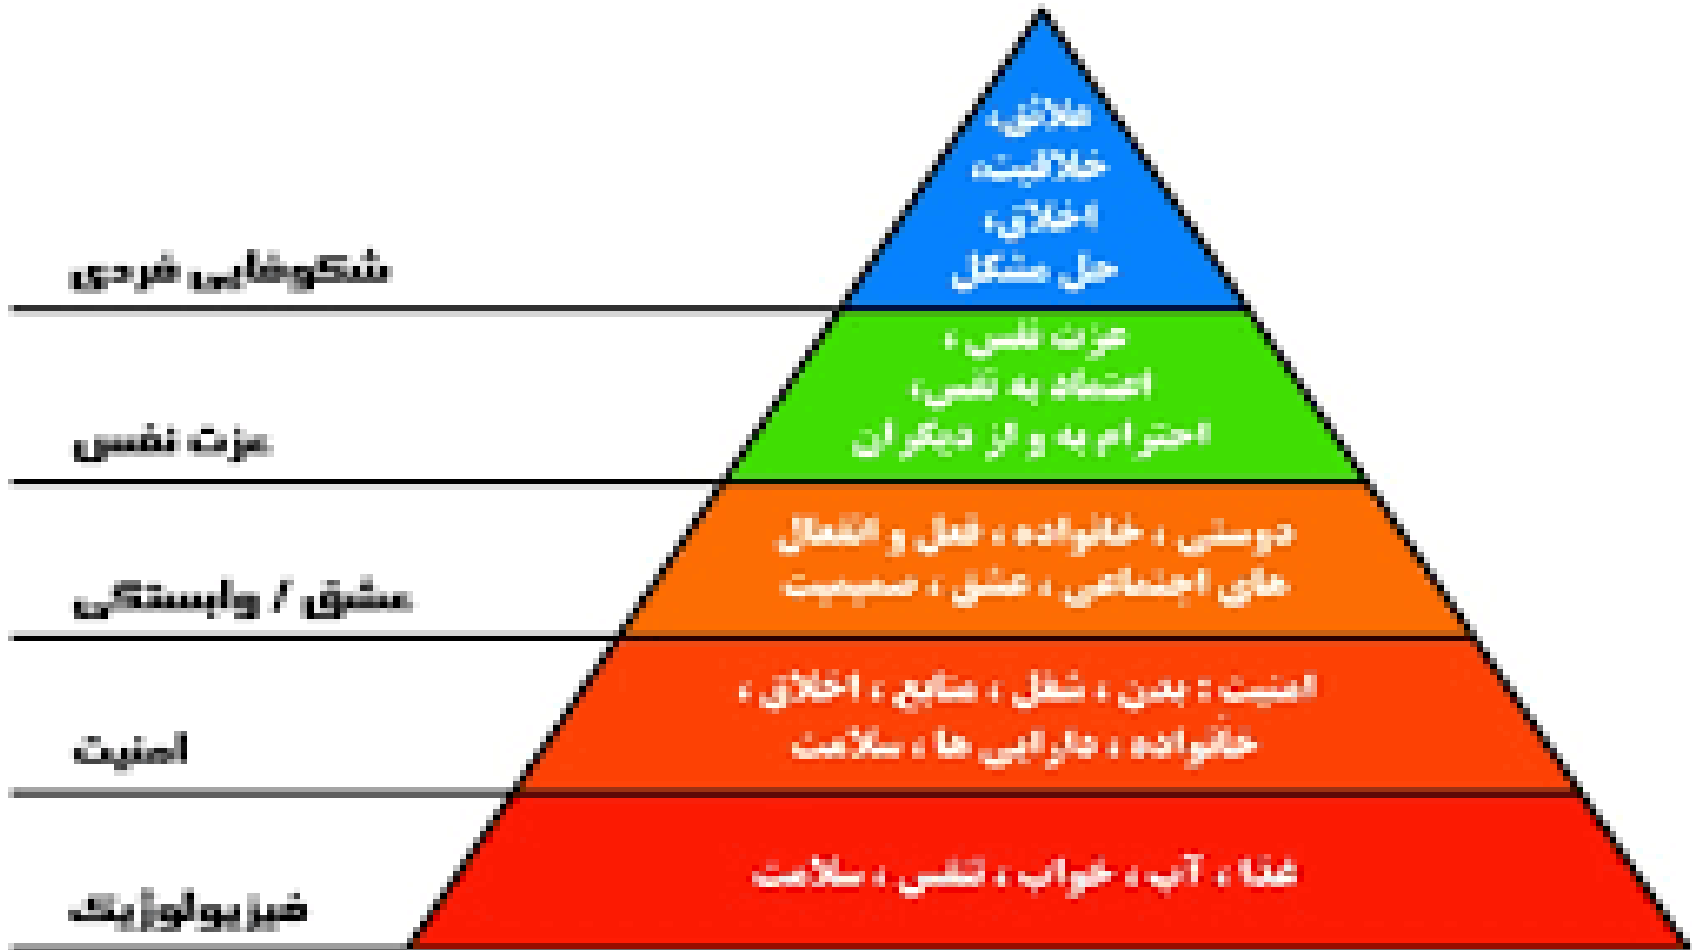 علائق،
خلاقیت،
اخلاق،
حل مشکل
شکوفایی فردی
عزت نفس ،
اعتماد به نفس،
احترام به و از دیگران
عزت نفس
دوستی ، خانواده ، فعل و انفعال
های اجتماعی ، عشق ، صمیمیت
عشق / وابستگی
امنیت : بدن ، شغل ، منابع ، اخلاق ،
خانواده ، دارایی ها ، سلامت
امنیت
غذا ، آب ، خواب ، تنفس ، سلامت
فیزیولوژیک